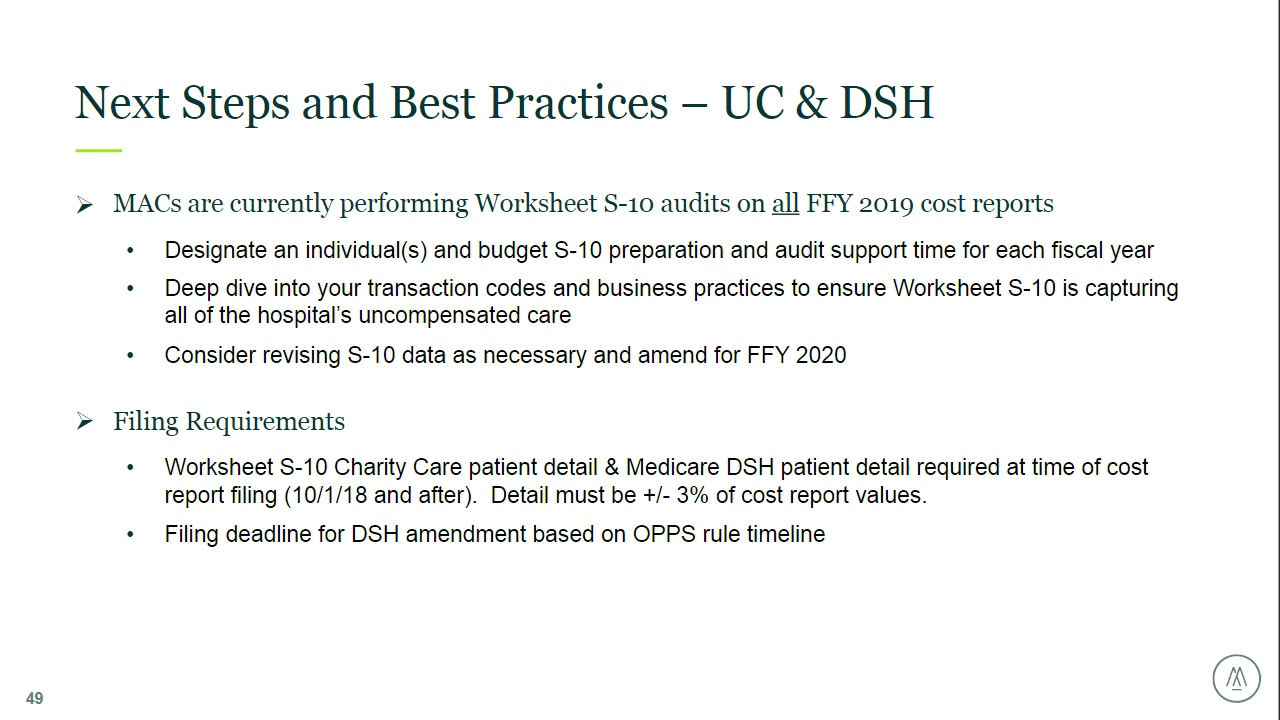 Next Steps and Best Practices – UC & DSH
➢ MACs are currently performing Worksheet S-10 audits on all FFY 2019 cost reports
• Designate an individual(s) and budget S-10 preparation and audit support time for each fiscal year
• Deep dive into your transaction codes and business practices to ensure Worksheet S-10 is capturing
all of the hospital’s uncompensated care
• Consider revising S-10 data as necessary and amend for FFY 2020
➢ Filing Requirements
• Worksheet S-10 Charity Care patient detail & Medicare DSH patient detail required at time of cost
report filing (10/1/18 and after).  Detail must be +/- 3% of cost report values.
• Filing deadline for DSH amendment based on OPPS rule timeline
49